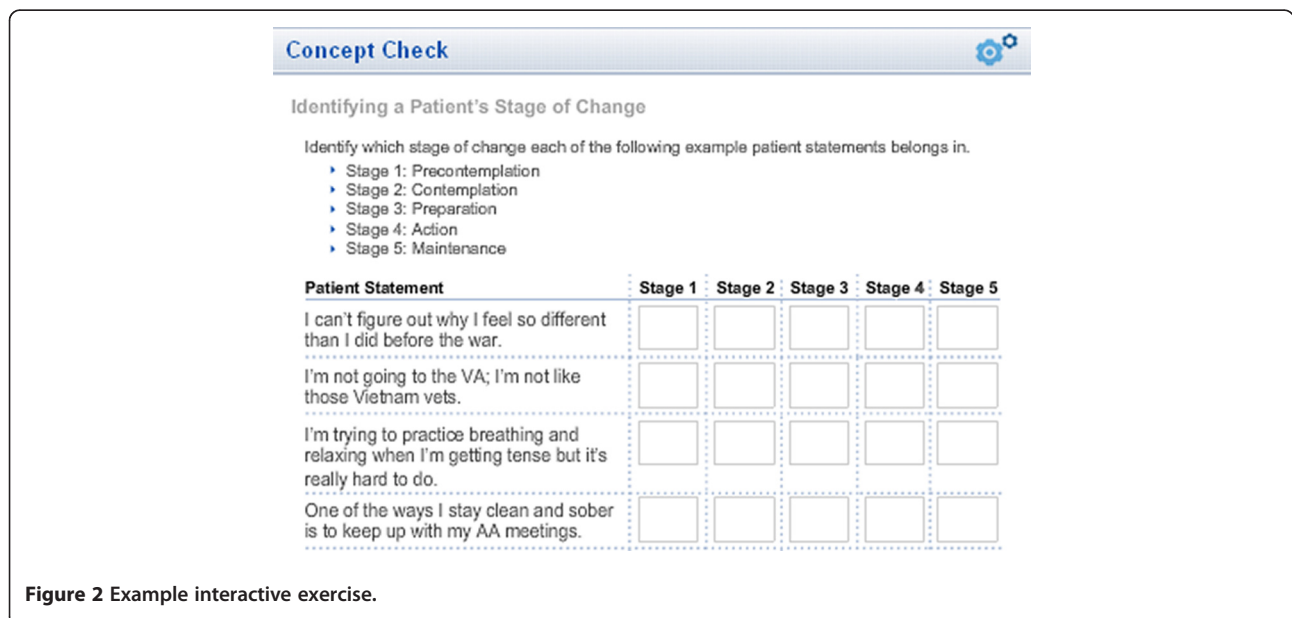 Concept Check
Identifying a Patient's Stage of Change
Identify which stage of change each of the following example patient statements belongs in.
Stage 1: Precontemplation
Stage 2: Contemplation
Stage 3: Preparation
Stage 4: Action
Stage 5: Maintenance
Patient Statement Stage 1 Stage 2 Stage 3 Stage 4 Stage 5
I can't figure out why I feel so different
than I did before the war.
I'm not going to the VA; I'm not like
those Vietnam vets.
I'm trying to practice breathing and
relaxing when I'm getting tense but it's
really hard to do.
One of the ways I stay clean and sober
is to keep up with my AA meetings.
Figure 2 Example interactive exercise.